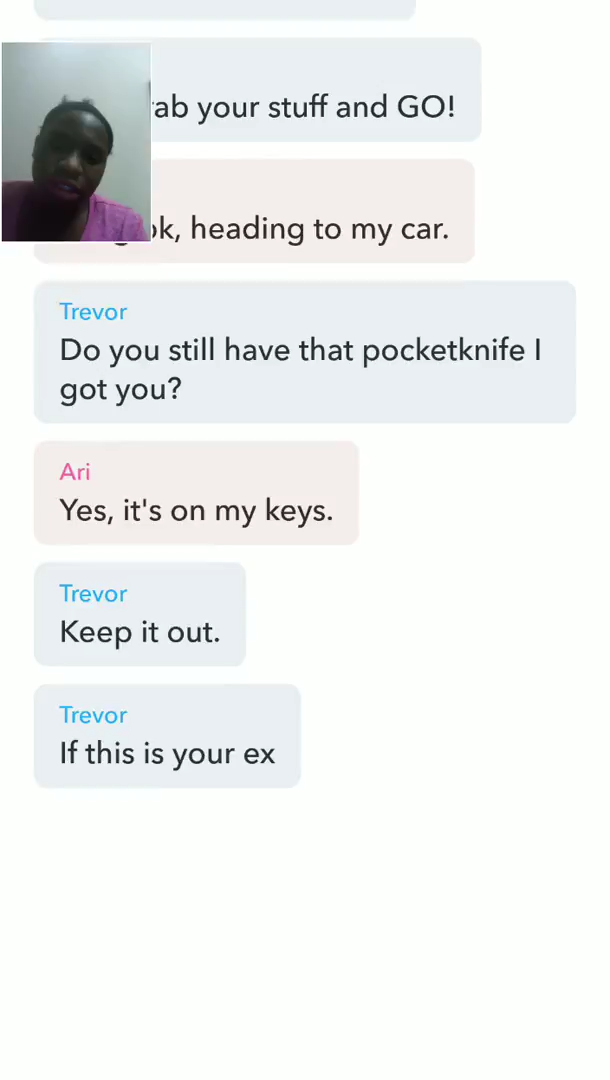 your stuff and GO!
heading to my car.
Trevor
Do you still have that pocketknife I
got you?
Ari
Yes, it's on my keys.
Trevor
Keep it out.
Trevor
If this is your ex